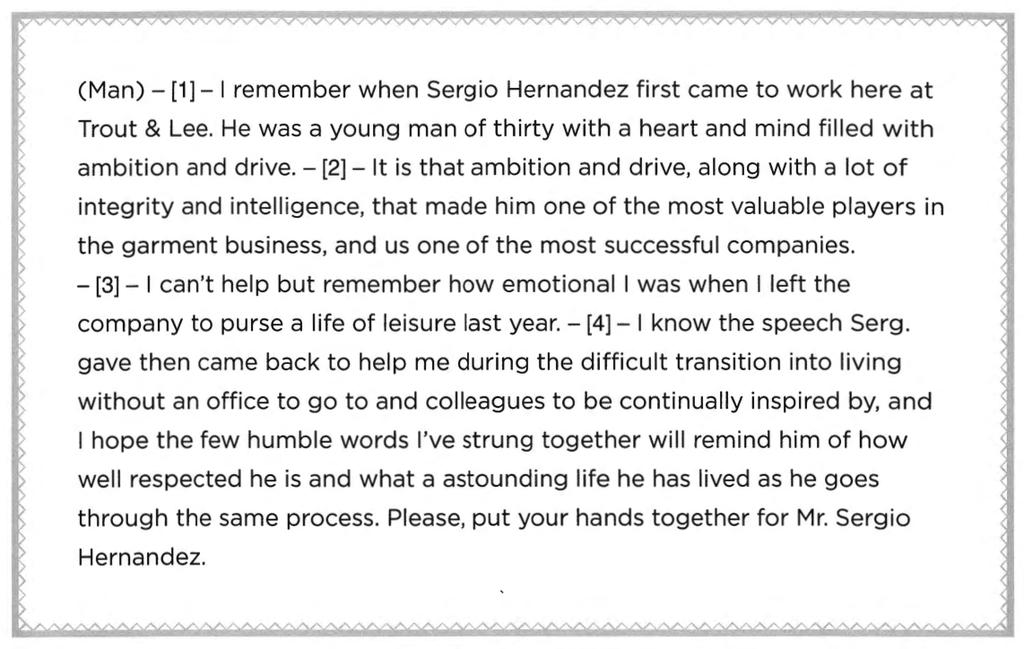 (Man) – [1] – I remember when Sergio Hernandez first came to work here at
Trout & Lee. He was a young man of thirty with a heart and mind filled with
ambition and drive. – [2] – It is that ambition and drive, along with a lot of
integrity and intelligence, that made him one of the most valuable players in
the garment business, and us one of the most successful companies.
– [3] – I can't help but remember how emotional I was when I left the
company to purse a life of leisure last year. – [4] – I know the speech Serg.
gave then came back to help me during the difficult transition into living
without an office to go to and colleagues to be continually inspired by, and
I hope the few humble words I've strung together will remind him of how
well respected he is and what a astounding life he has lived as he goes
through the same process. Please, put your hands together for Mr. Sergio
Hernandez.